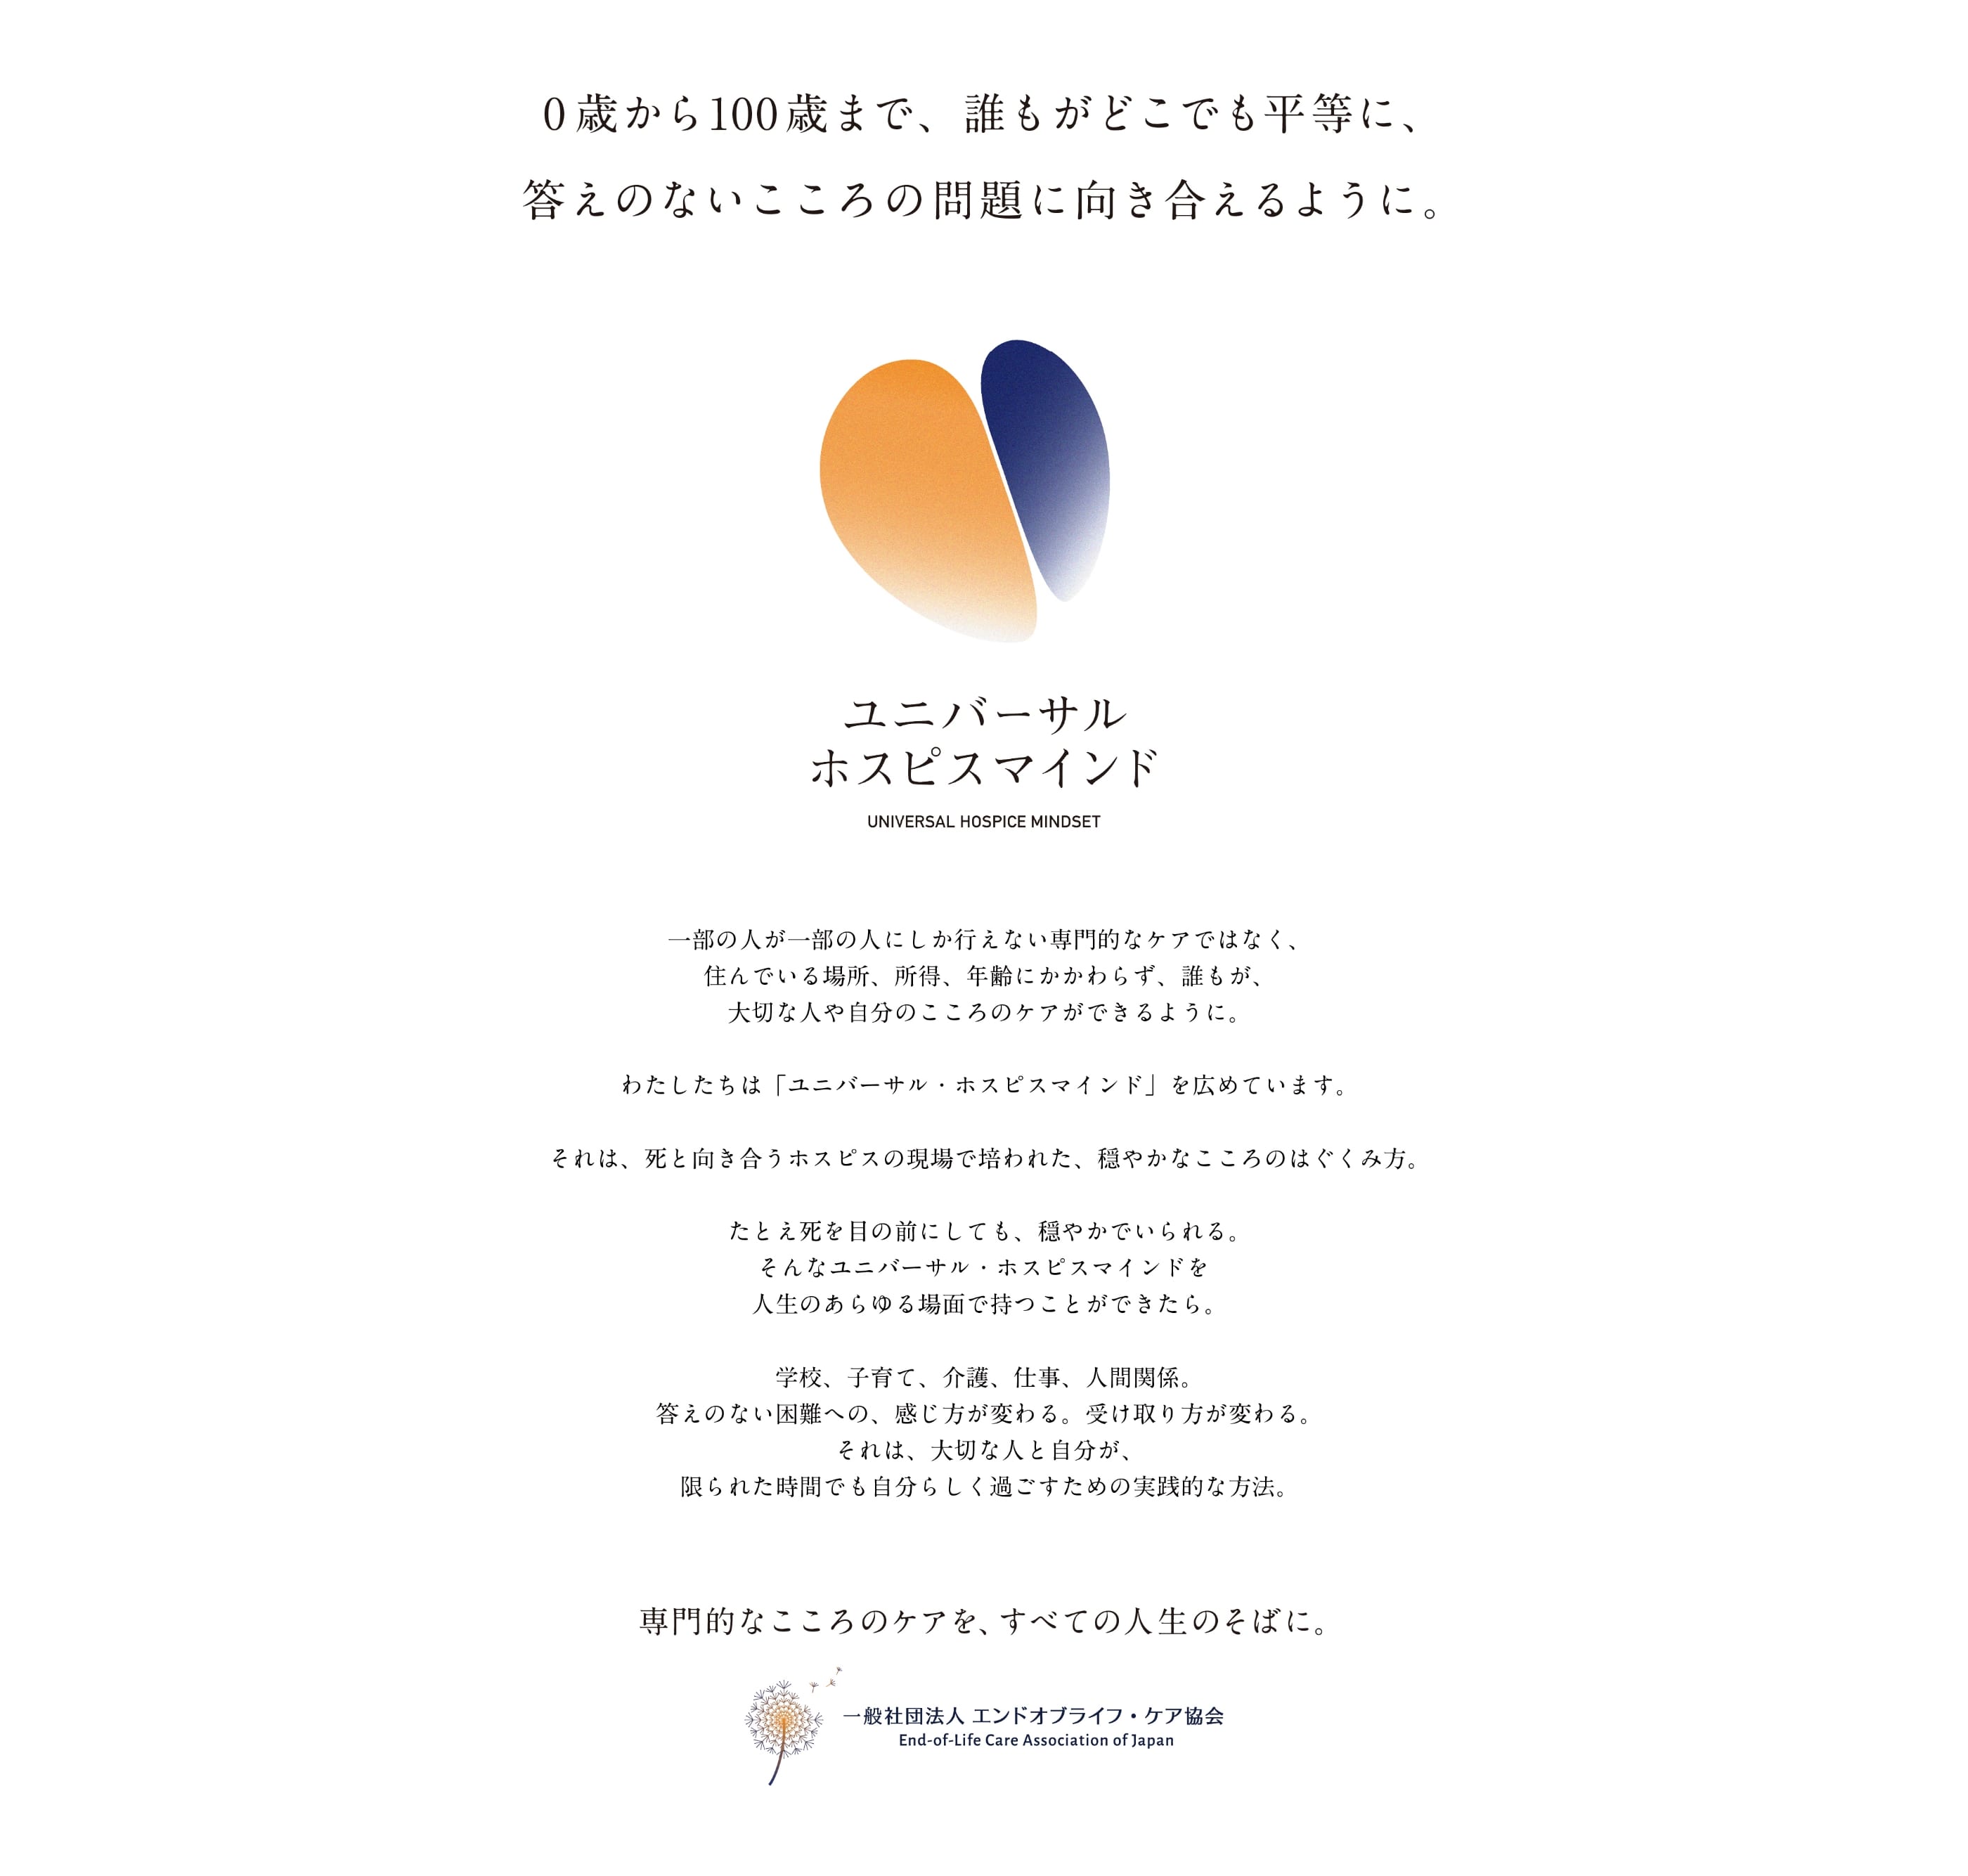 0歳から100歳まで、誰もがどこでも平等に、
答えのないこころの問題に向き合えるように。
ユニバーサル
ホスピスマインド
UNIVERSAL HOSPICE MINDSET
一部の人が一部の人にしか行えない専門的なケアではなく、
住んでいる場所、所得、年齢にかかわらず、誰もが、
大切な人や自分のこころのケアができるように。
わたしたちは「ユニバーサル・ホスピスマインド」を広めています。
それは、死と向き合うホスピスの現場で培われた、穏やかなこころのはぐくみ方。
たとえ死を目の前にしても、穏やかでいられる。
そんなユニバーサル・ホスピスマインドを
人生のあらゆる場面で持つことができたら。
学校、子育て、介護、仕事、人間関係。
答えのない困難への、感じ方が変わる。受け取り方が変わる。
それは、大切な人と自分が、
限られた時間でも自分らしく過ごすための実践的な方法。
専門的なこころのケアを、すべての人生のそばに。
一般社団法人 エンドオブライフ・ケア協会
End-of-Life Care Association of Japan